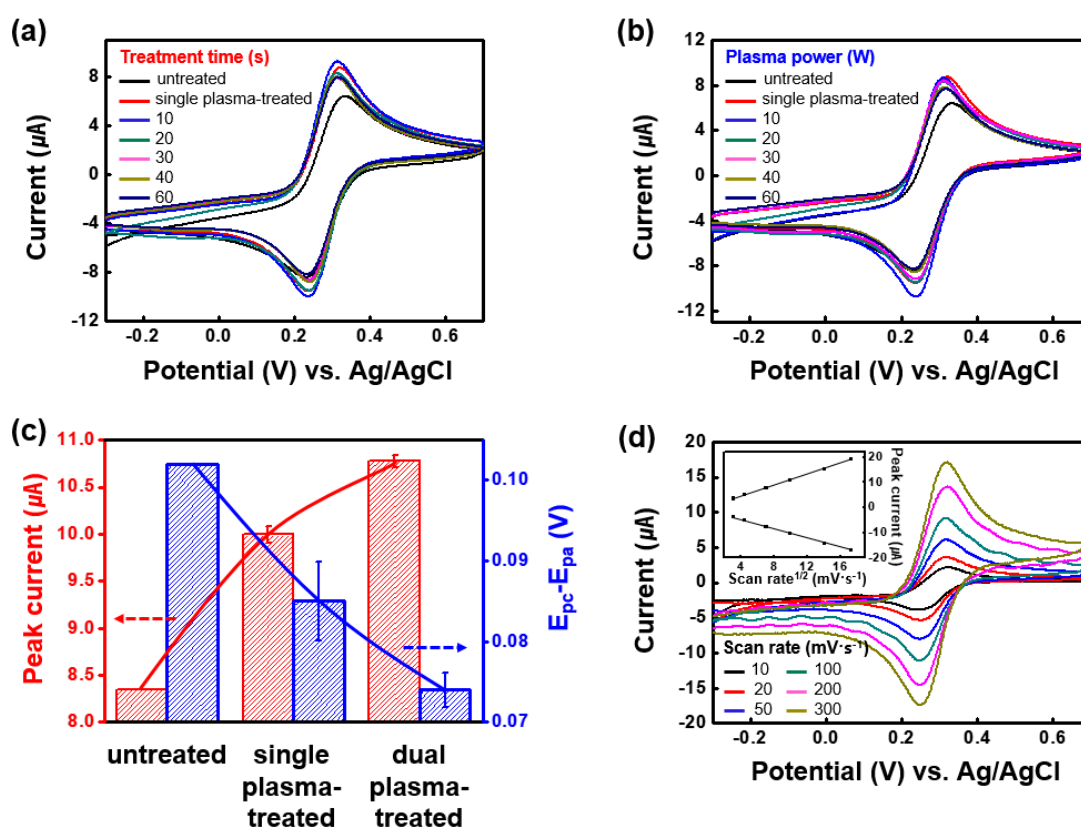 (a)
Treatment time (s)
untreated
single plasma-treated
10
20
30
40
60
12
8
4
0
-4
-8
-12
-0.2
0.0
0.2
0.4
0.6
Current (µA)
Potential (V) vs. Ag/AgCl
(b)
Plasma power (W)
untreated
single plasma-treated
10
20
30
40
60
12
8
4
0
-4
-8
-12
-0.2
0.0
0.2
0.4
0.6
Current (µA)
Potential (V) vs. Ag/AgCl
(c)
11.0
10.5
10.0
9.5
9.0
8.5
8.0
Peak current (µA)
0.10
0.09
0.08
0.07
Epc-Epa (V)
untreated
single
plasma-
treated
dual
plasma-
treated
(d)
20
15
10
5
0
-5
-10
-15
-20
Current (µA)
20
10
0
-10
-20
Peak current (µA)
4
8
12
16
Scan rate1/2 (mV·s-1)
Scan rate (mV·s-1)
10
20
50
100
200
300
-0.2
0.0
0.2
0.4
0.6
Potential (V) vs. Ag/AgCl